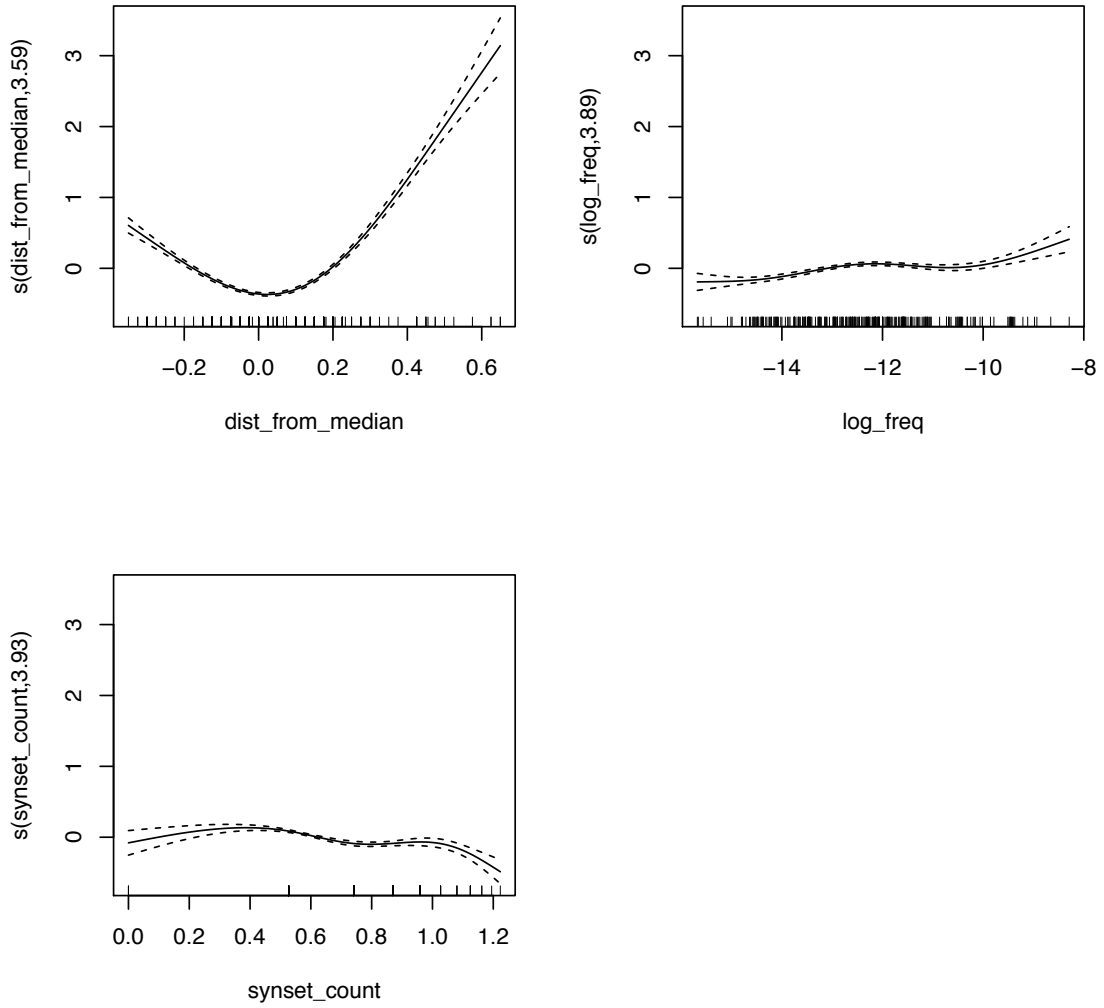 s(dist_from_median,3.59)
3
2
1
0
−0.2 0.0 0.2 0.4 0.6
dist_from_median
s(log_freq,3.89)
3
2
1
0
−14 −12 −10 −8
log_freq
s(synset_count,3.93)
3
2
1
0
0.0 0.2 0.4 0.6 0.8 1.0 1.2
synset_count